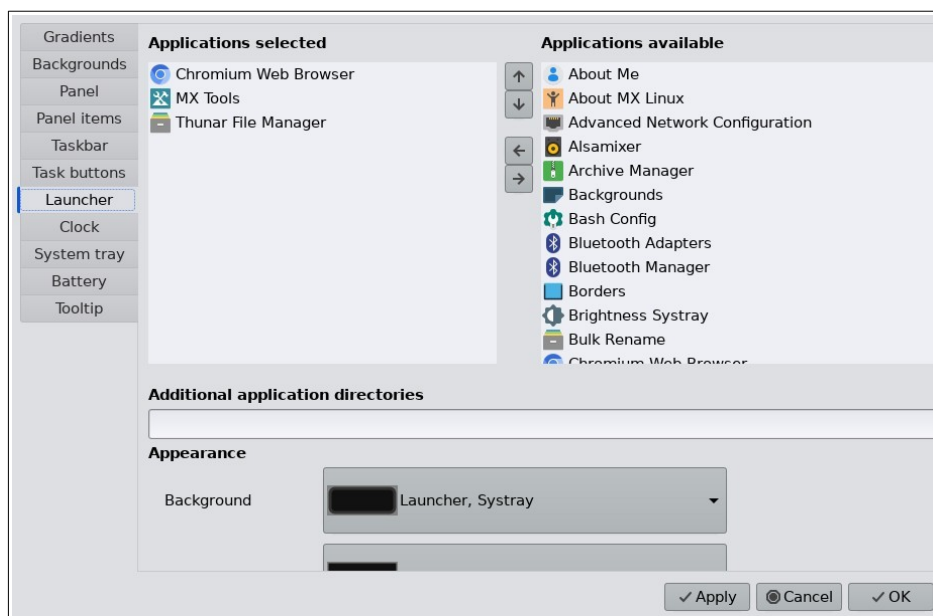 Gradients
Backgrounds
Panel
Panel items
Taskbar
Task buttons
Launcher
Clock
System tray
Battery
Tooltip
Applications selected
Chromium Web Browser
MX Tools
Thunar File Manager
Applications available
About Me
About MX Linux
Advanced Network Configuration
Alsamixer
Archive Manager
Backgrounds
Bash Config
Bluetooth Adapters
Bluetooth Manager
Borders
Brightness Systray
Bulk Rename
Chromium Web Browser
Additional application directories
Appearance
Background
Launcher, Systray
Apply
Cancel
OK